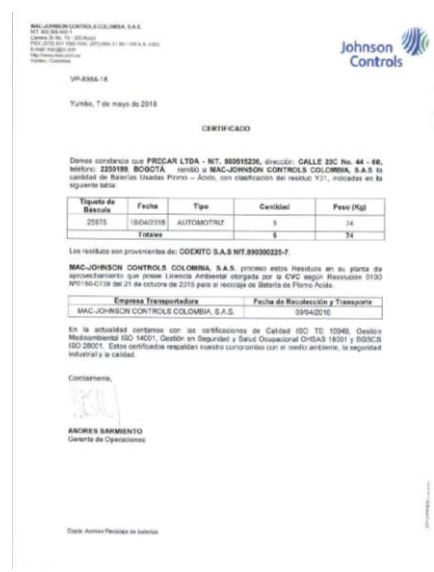 MAC-JOHNSON CONTROLS COLOMBIA, S.A.S.
Johnson
Controls
VP-8984-18
Yumbo, 7 de mayo de 2018
CERTIFICADO
Damos constancia que PRECAR LTDA - NIT. dirección: CALLE 20C No. 44 - 60,
teléfono: 2250199, BOGOTÁ: remitió a MAC-JOHNSON CONTROLS COLOMBIA, S.A.S la
cantidad de Baterías Usadas Plomo – Ácido, con clasificación del residuo Y31, indicadas en la
siguiente tabla:
Tiquete de Báscula Fecha Tipo Cantidad Peso (Kg)
25975 10/04/2018 AUTOMOTRIZ 5 74
Totales 5 74
Los residuos son provenientes de: COEXITO S.A.S
MAC-JOHNSON CONTROLS COLOMBIA, S.A.S. proceso estos Residuos en su planta de
aprovechamiento que posee Licencia Ambiental otorgada por la CVC según Resolución 0100
del 21 de octubre de 2015 para el reciclaje de Batería de Plomo Ácido.
Empresa Transportadora Fecha de Recolección y Transporte
MAC-JOHNSON CONTROLS COLOMBIA, S.A.S. 09/04/2018
En la actualidad contamos con las certificaciones de Calidad ISO TS 16949, Gestión
Medioambiental ISO 14001, Gestión en Seguridad y Salud Ocupacional OHSAS 18001 y SGSCS
ISO 28001. Estos certificados respaldan nuestro compromiso con el medio ambiente, la seguridad
industrial y la calidad.
Cordialmente,
ANDRES SARMIENTO
Gerente de Operaciones
Copia: Archivo Reciclaje de baterías